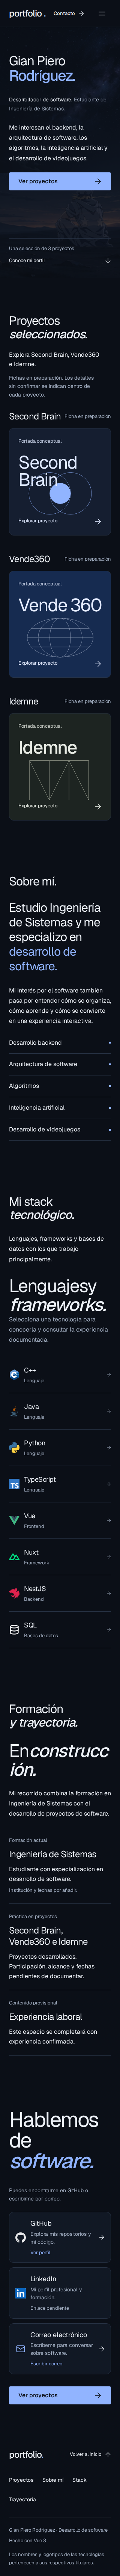 portfolio .
Contacto
Gian Piero
Rodríguez.
Desarrollador de software. Estudiante de
Ingeniería de Sistemas.
Me interesan el backend, la
arquitectura de software, los
algoritmos, la inteligencia artificial y
el desarrollo de videojuegos.
Ver proyectos
Una selección de 3 proyectos
Conoce mi perfil
Proyectos
seleccionados.
Explora Second Brain, Vende360
e Idemne.
Fichas en preparación. Los detalles
sin confirmar se indican dentro de
cada proyecto.
Second Brain
Ficha en preparación
Portada conceptual
Second
Brain
Explorar proyecto
Vende360
Ficha en preparación
Portada conceptual
Vende 360
Explorar proyecto
Idemne
Ficha en preparación
Portada conceptual
Idemne
Explorar proyecto
Sobre mí.
Estudio Ingeniería
de Sistemas y me
especializo en
desarrollo de
software.
Mi interés por el software también
pasa por entender cómo se organiza,
cómo aprende y cómo se convierte
en una experiencia interactiva.
Desarrollo backend
Arquitectura de software
Algoritmos
Inteligencia artificial
Desarrollo de videojuegos
Mi stack
tecnológico.
Lenguajes, frameworks y bases de
datos con los que trabajo
principalmente.
Lenguajesy
frameworks.
Selecciona una tecnología para
conocerla y consultar la experiencia
documentada.
C++
Lenguaje
Java
Lenguaje
Python
Lenguaje
TypeScript
Lenguaje
Vue
Frontend
Nuxt
Framework
NestJS
Backend
SQL
Bases de datos
Formación
y trayectoria.
Enconstrucc
ión.
Mi recorrido combina la formación en
Ingeniería de Sistemas con el
desarrollo de proyectos de software.
Formación actual
Ingeniería de Sistemas
Estudiante con especialización en
desarrollo de software.
Institución y fechas por añadir.
Práctica en proyectos
Second Brain,
Vende360 e Idemne
Proyectos desarrollados.
Participación, alcance y fechas
pendientes de documentar.
Contenido provisional
Experiencia laboral
Este espacio se completará con
experiencia confirmada.
Hablemos
de
software.
Puedes encontrarme en GitHub o
escribirme por correo.
GitHub
Explora mis repositorios y
mi código.
Ver perfil
LinkedIn
Mi perfil profesional y
formación.
Enlace pendiente
Correo electrónico
Escríbeme para conversar
sobre software.
Escribir correo
Ver proyectos
portfolio.
Volver al inicio
Proyectos
Sobre mí
Stack
Trayectoria
Gian Piero Rodríguez · Desarrollo de software
Hecho con Vue 3
Los nombres y logotipos de las tecnologías
pertenecen a sus respectivos titulares.